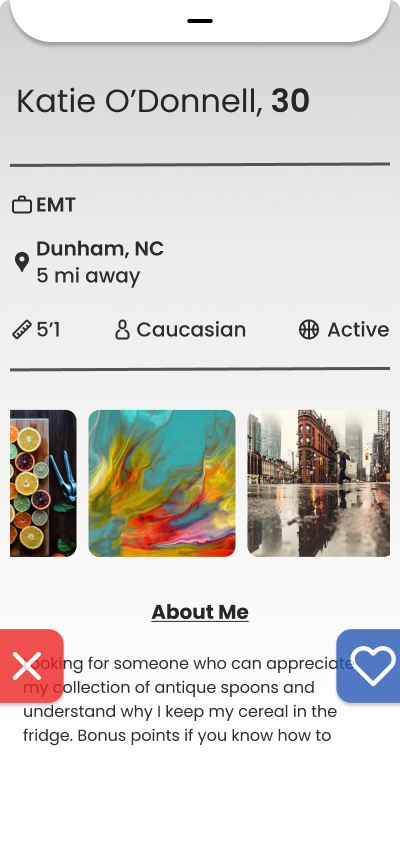 Katie O’Donnell, 30
EMT
Dunham, NC
5 mi away
5’1 Caucasian Active
About Me
Looking for someone who can appreciate
my collection of antique spoons and
understand why I keep my cereal in the
fridge. Bonus points if you know how to